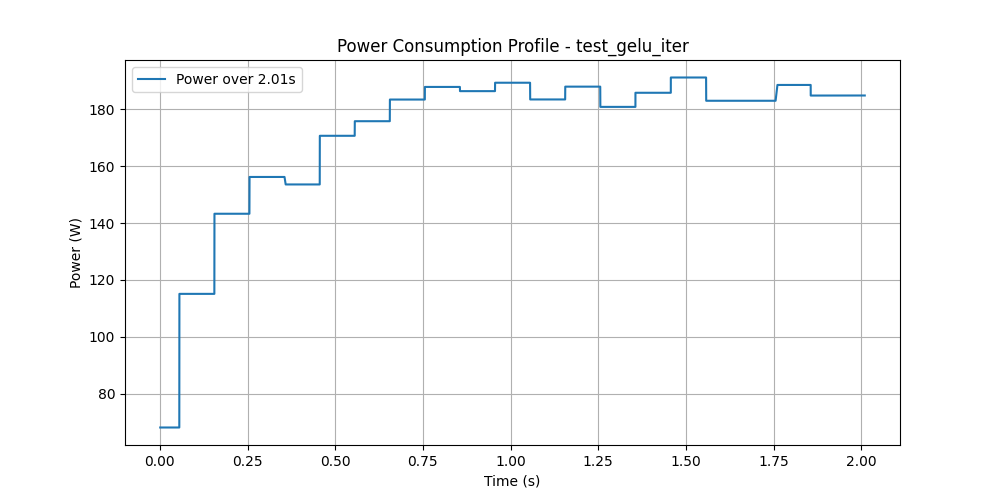 Power Consumption Profile - test_gelu_iter
Power over 2.01s
Power (W)
180
160
140
120
100
80
0.00 0.25 0.50 0.75 1.00 1.25 1.50 1.75 2.00
Time (s)